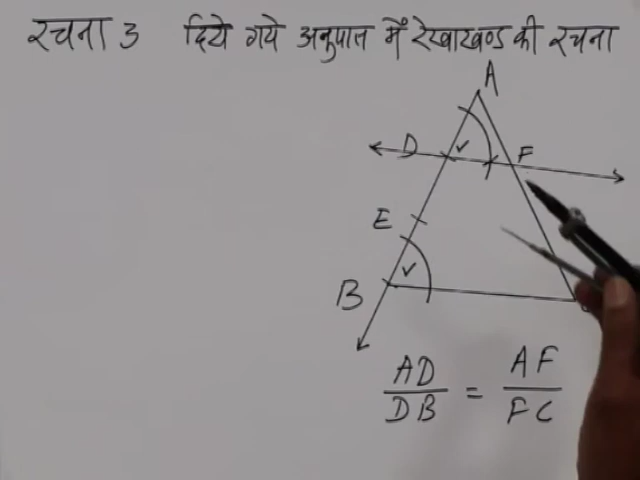 रचना 3 दिये गये अनुपात में रेखाखण्ड की रचना
A
D F
E
B
AD/DB = AF/FC